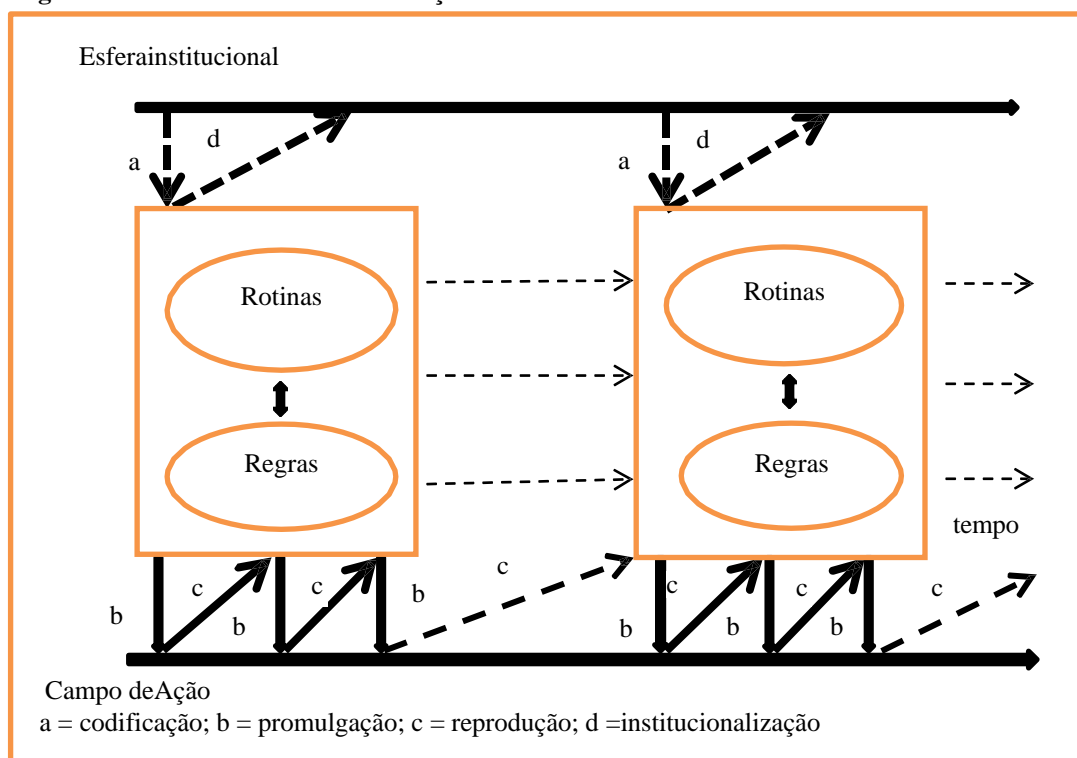 Esferainstitucional
d
d
a
a
Rotinas
Rotinas
Regras
Regras
tempo
c
c
c
b
c
c
c
b
b
b
b
b
Campo deAção
a = codificação; b = promulgação; c = reprodução; d =institucionalização